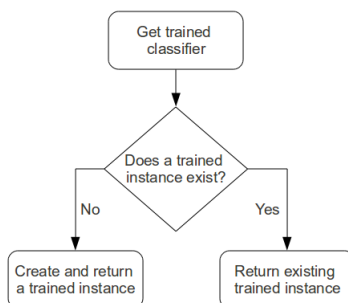 Get trained
classifier
Does a trained
instance exist?
No
Yes
Create and return
a trained instance
Return existing
trained instance